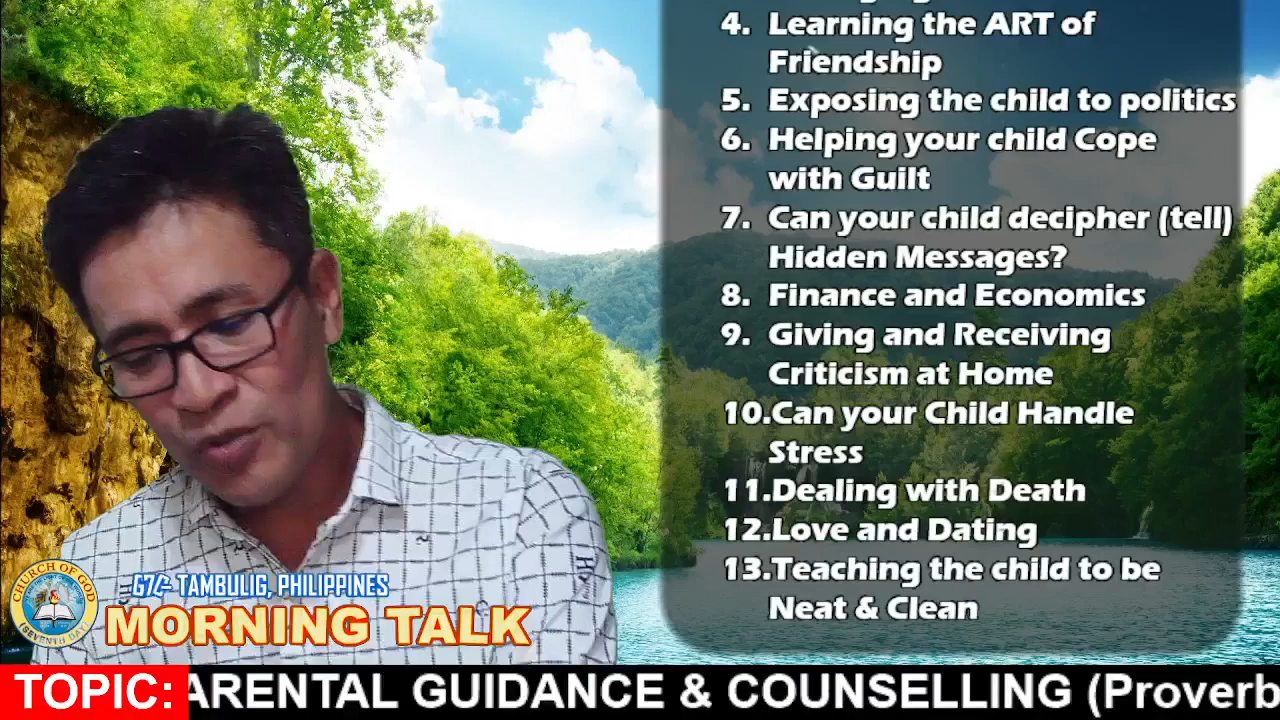 4. Learning the ART of
Friendship
5. Exposing the child to politics
6. Helping your child Cope
with Guilt
7. Can your child decipher (tell)
Hidden Messages?
8. Finance and Economics
9. Giving and Receiving
Criticism at Home
10.Can your Child Handle
Stress
11.Dealing with Death
12.Love and Dating
13.Teaching the child to be
Neat & Clean
CHURCH OF GOD
(SEVENTH DAY)
TAMBULIG, PHILIPPINES
MORNING TALK
TOPIC: ARENTAL GUIDANCE & COUNSELLING (Proverb